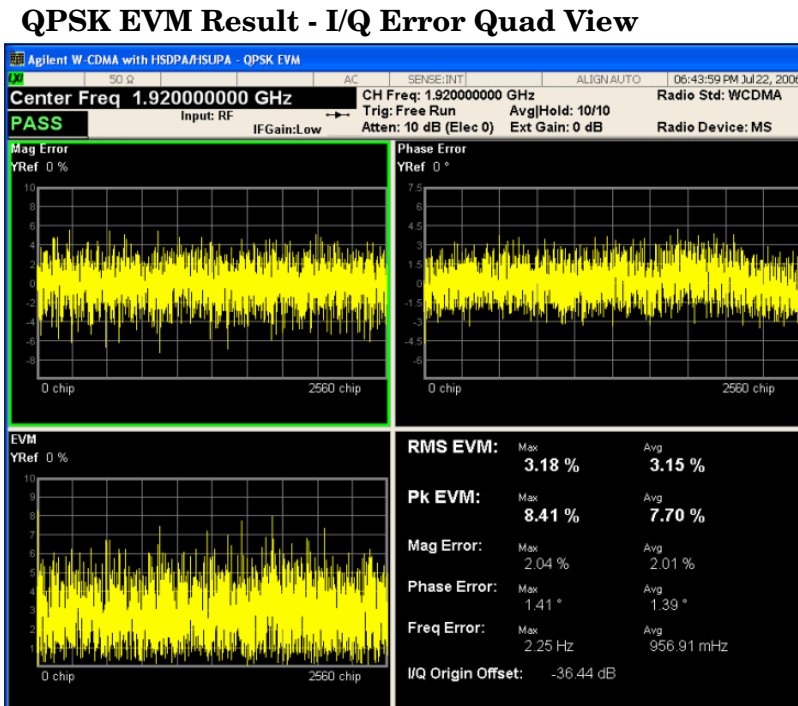 QPSK EVM Result - I/Q Error Quad View
Agilent W-CDMA with HSDPA/HSUPA - QPSK EVM
LXI 50 Ω AC SENSE:INT ALIGN AUTO 06:43:59 PM Jul 22, 2006
Center Freq 1.920000000 GHz
CH Freq: 1.920000000 GHz
Radio Std: WCDMA
Input: RF
Trig: Free Run
Avg|Hold: 10/10
PASS
IFGain:Low
Atten: 10 dB (Elec 0)
Ext Gain: 0 dB
Radio Device: MS
Mag Error
YRef 0 %
10
8
6
4
2
0
-2
-4
-6
-8
0 chip
2560 chip
Phase Error
YRef 0 °
7.5
6
4.5
3
1.5
0
-1.5
-3
-4.5
-6
0 chip
2560 chip
EVM
YRef 0 %
10
9
8
7
6
5
4
3
2
1
0 chip
2560 chip
RMS EVM: Max Avg
3.18 % 3.15 %
Pk EVM: Max Avg
8.41 % 7.70 %
Mag Error: Max Avg
2.04 % 2.01 %
Phase Error: Max Avg
1.41 ° 1.39 °
Freq Error: Max Avg
2.25 Hz 956.91 mHz
I/Q Origin Offset: -36.44 dB